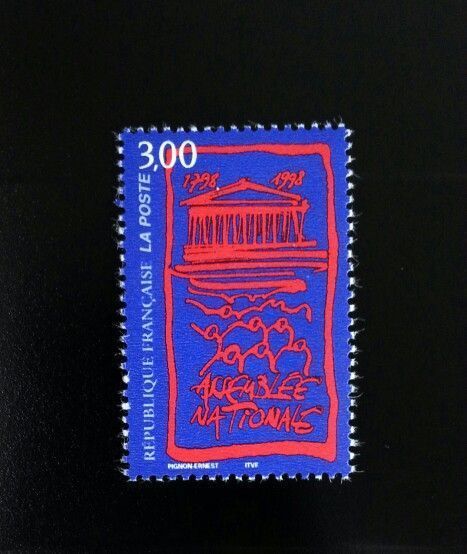 3,00
1798 1998
RÉPUBLIQUE FRANÇAISE LA POSTE
ASSEMBLÉE
NATIONALE
PIGNON-ERNEST ITVF